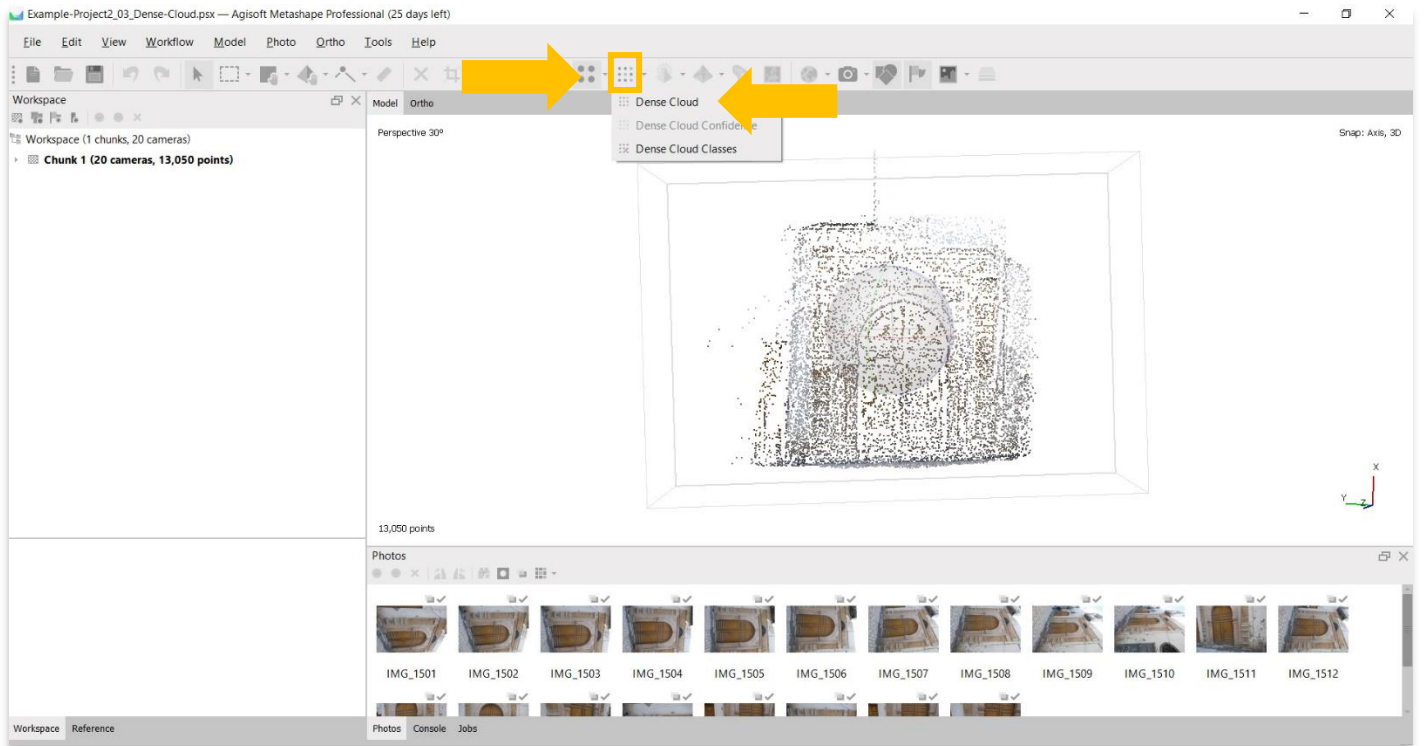 Example-Project2_03_Dense-Cloud.psx — Agisoft Metashape Professional (25 days left)
File Edit View Workflow Model Photo Ortho Tools Help
Workspace
Workspace (1 chunks, 20 cameras)
Chunk 1 (20 cameras, 13,050 points)
Model Ortho
Perspective 30°
Snap: Axis, 3D
Dense Cloud
Dense Cloud Confidence
Dense Cloud Classes
X
Y
Z
13,050 points
Photos
IMG_1501 IMG_1502 IMG_1503 IMG_1504 IMG_1505 IMG_1506 IMG_1507 IMG_1508 IMG_1509 IMG_1510 IMG_1511 IMG_1512
Workspace Reference
Photos Console Jobs